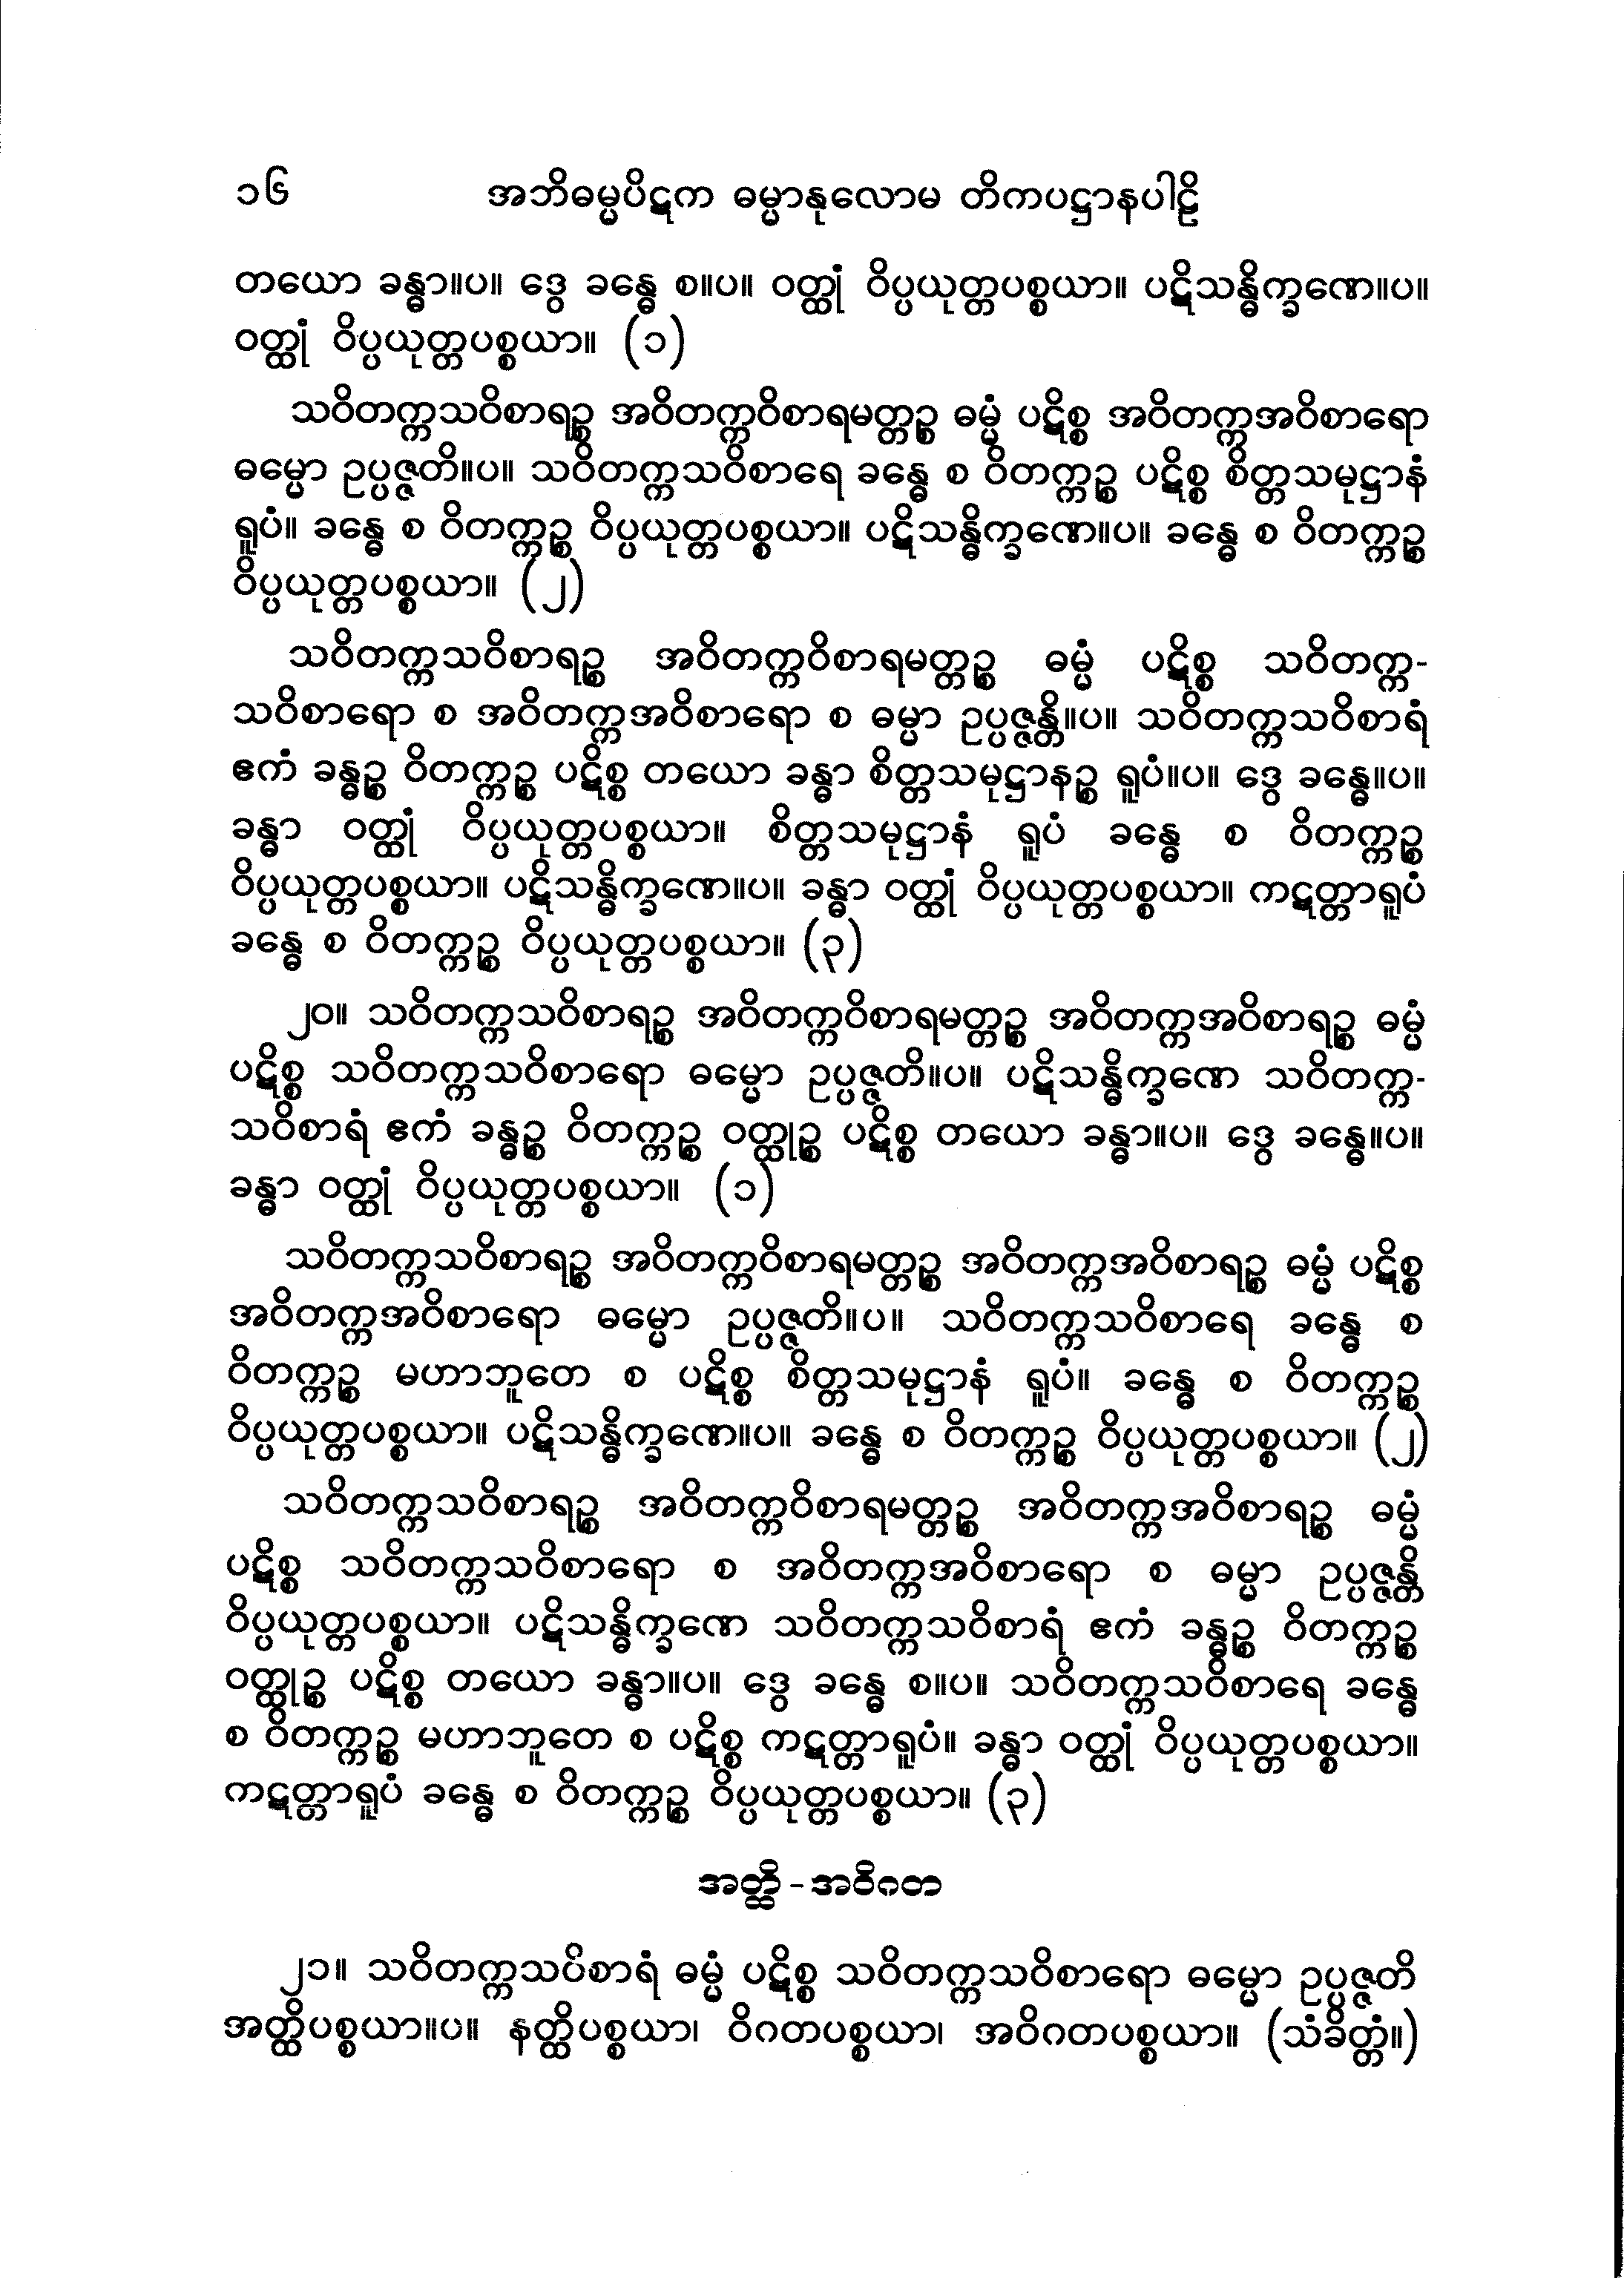 ၁၆ အဘိဓမ္မပိဋက ဓမ္မာနုလောမ တိကပဋ္ဌာနပါဠိ
တယော ခန္ဓာ။ပ။ ဒွေ ခန္ဓေ စ။ပ။ ဝတ္ထုံ ဝိပ္ပယုတ္တပစ္စယာ။ ပဋိသန္ဓိက္ခဏေ။ပ။
ဝတ္ထုံ ဝိပ္ပယုတ္တပစ္စယာ။ (၁)
သဝိတက္ကသဝိစာရဉ္စ အဝိတက္ကဝိစာရမတ္တဉ္စ ဓမ္မံ ပဋိစ္စ အဝိတက္ကအဝိစာရော
ဓမ္မော ဥပ္ပဇ္ဇတိ။ပ။ သဝိတက္ကသဝိစာရေ ခန္ဓေ စ ဝိတက္ကဉ္စ ပဋိစ္စ စိတ္တသမုဋ္ဌာနံ
ရူပံ။ ခန္ဓေ စ ဝိတက္ကဉ္စ ဝိပ္ပယုတ္တပစ္စယာ။ ပဋိသန္ဓိက္ခဏေ။ပ။ ခန္ဓေ စ ဝိတက္ကဉ္စ
ဝိပ္ပယုတ္တပစ္စယာ။ (၂)
သဝိတက္ကသဝိစာရဉ္စ အဝိတက္ကဝိစာရမတ္တဉ္စ ဓမ္မံ ပဋိစ္စ သဝိတက္က-
သဝိစာရော စ အဝိတက္ကအဝိစာရော စ ဓမ္မာ ဥပ္ပဇ္ဇန္တိ။ပ။ သဝိတက္ကသဝိစာရံ
ဧကံ ခန္ဓဉ္စ ဝိတက္ကဉ္စ ပဋိစ္စ တယော ခန္ဓာ စိတ္တသမုဋ္ဌာနဉ္စ ရူပံ။ပ။ ဒွေ ခန္ဓေ။ပ။
ခန္ဓာ ဝတ္ထုံ ဝိပ္ပယုတ္တပစ္စယာ။ စိတ္တသမုဋ္ဌာနံ ရူပံ ခန္ဓေ စ ဝိတက္ကဉ္စ
ဝိပ္ပယုတ္တပစ္စယာ။ ပဋိသန္ဓိက္ခဏေ။ပ။ ခန္ဓာ ဝတ္ထုံ ဝိပ္ပယုတ္တပစ္စယာ။ ကဋတ္တာရူပံ
ခန္ဓေ စ ဝိတက္ကဉ္စ ဝိပ္ပယုတ္တပစ္စယာ။ (၃)
၂၀။ သဝိတက္ကသဝိစာရဉ္စ အဝိတက္ကဝိစာရမတ္တဉ္စ အဝိတက္ကအဝိစာရဉ္စ ဓမ္မံ
ပဋိစ္စ သဝိတက္ကသဝိစာရော ဓမ္မော ဥပ္ပဇ္ဇတိ။ပ။ ပဋိသန္ဓိက္ခဏေ သဝိတက္က-
သဝိစာရံ ဧကံ ခန္ဓဉ္စ ဝိတက္ကဉ္စ ဝတ္ထုဉ္စ ပဋိစ္စ တယော ခန္ဓာ။ပ။ ဒွေ ခန္ဓေ။ပ။
ခန္ဓာ ဝတ္ထုံ ဝိပ္ပယုတ္တပစ္စယာ။ (၁)
သဝိတက္ကသဝိစာရဉ္စ အဝိတက္ကဝိစာရမတ္တဉ္စ အဝိတက္ကအဝိစာရဉ္စ ဓမ္မံ ပဋိစ္စ
အဝိတက္ကအဝိစာရော ဓမ္မော ဥပ္ပဇ္ဇတိ။ပ။ သဝိတက္ကသဝိစာရေ ခန္ဓေ စ
ဝိတက္ကဉ္စ မဟာဘူတေ စ ပဋိစ္စ စိတ္တသမုဋ္ဌာနံ ရူပံ။ ခန္ဓေ စ ဝိတက္ကဉ္စ
ဝိပ္ပယုတ္တပစ္စယာ။ ပဋိသန္ဓိက္ခဏေ။ပ။ ခန္ဓေ စ ဝိတက္ကဉ္စ ဝိပ္ပယုတ္တပစ္စယာ။ (၂)
သဝိတက္ကသဝိစာရဉ္စ အဝိတက္ကဝိစာရမတ္တဉ္စ အဝိတက္ကအဝိစာရဉ္စ ဓမ္မံ
ပဋိစ္စ သဝိတက္ကသဝိစာရော စ အဝိတက္ကအဝိစာရော စ ဓမ္မာ ဥပ္ပဇ္ဇန္တိ
ဝိပ္ပယုတ္တပစ္စယာ။ ပဋိသန္ဓိက္ခဏေ သဝိတက္ကသဝိစာရံ ဧကံ ခန္ဓဉ္စ ဝိတက္ကဉ္စ
ဝတ္ထုဉ္စ ပဋိစ္စ တယော ခန္ဓာ။ပ။ ဒွေ ခန္ဓေ စ။ပ။ သဝိတက္ကသဝိစာရေ ခန္ဓေ
စ ဝိတက္ကဉ္စ မဟာဘူတေ စ ပဋိစ္စ ကဋတ္တာရူပံ။ ခန္ဓာ ဝတ္ထုံ ဝိပ္ပယုတ္တပစ္စယာ။
ကဋတ္တာရူပံ ခန္ဓေ စ ဝိတက္ကဉ္စ ဝိပ္ပယုတ္တပစ္စယာ။ (၃)
အတ္ထိ-အဝိဂတ
၂၁။ သဝိတက္ကသပိစာရံ ဓမ္မံ ပဋိစ္စ သဝိတက္ကသဝိစာရော ဓမ္မော ဥပ္ပဇ္ဇတိ
အတ္ထိပစ္စယာ။ပ။ နတ္ထိပစ္စယာ၊ ဝိဂတပစ္စယာ၊ အဝိဂတပစ္စယာ။ (သံခိတ္တံ။)